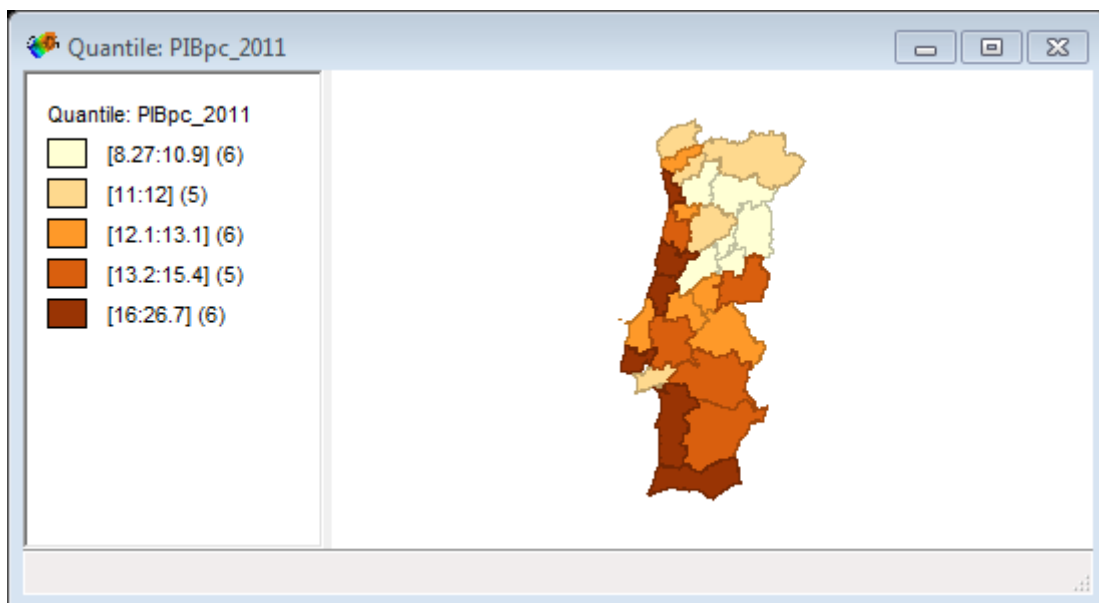 Quantile: PIBpc_2011
Quantile: PIBpc_2011
[8.27:10.9] (6)
[11:12] (5)
[12.1:13.1] (6)
[13.2:15.4] (5)
[16:26.7] (6)